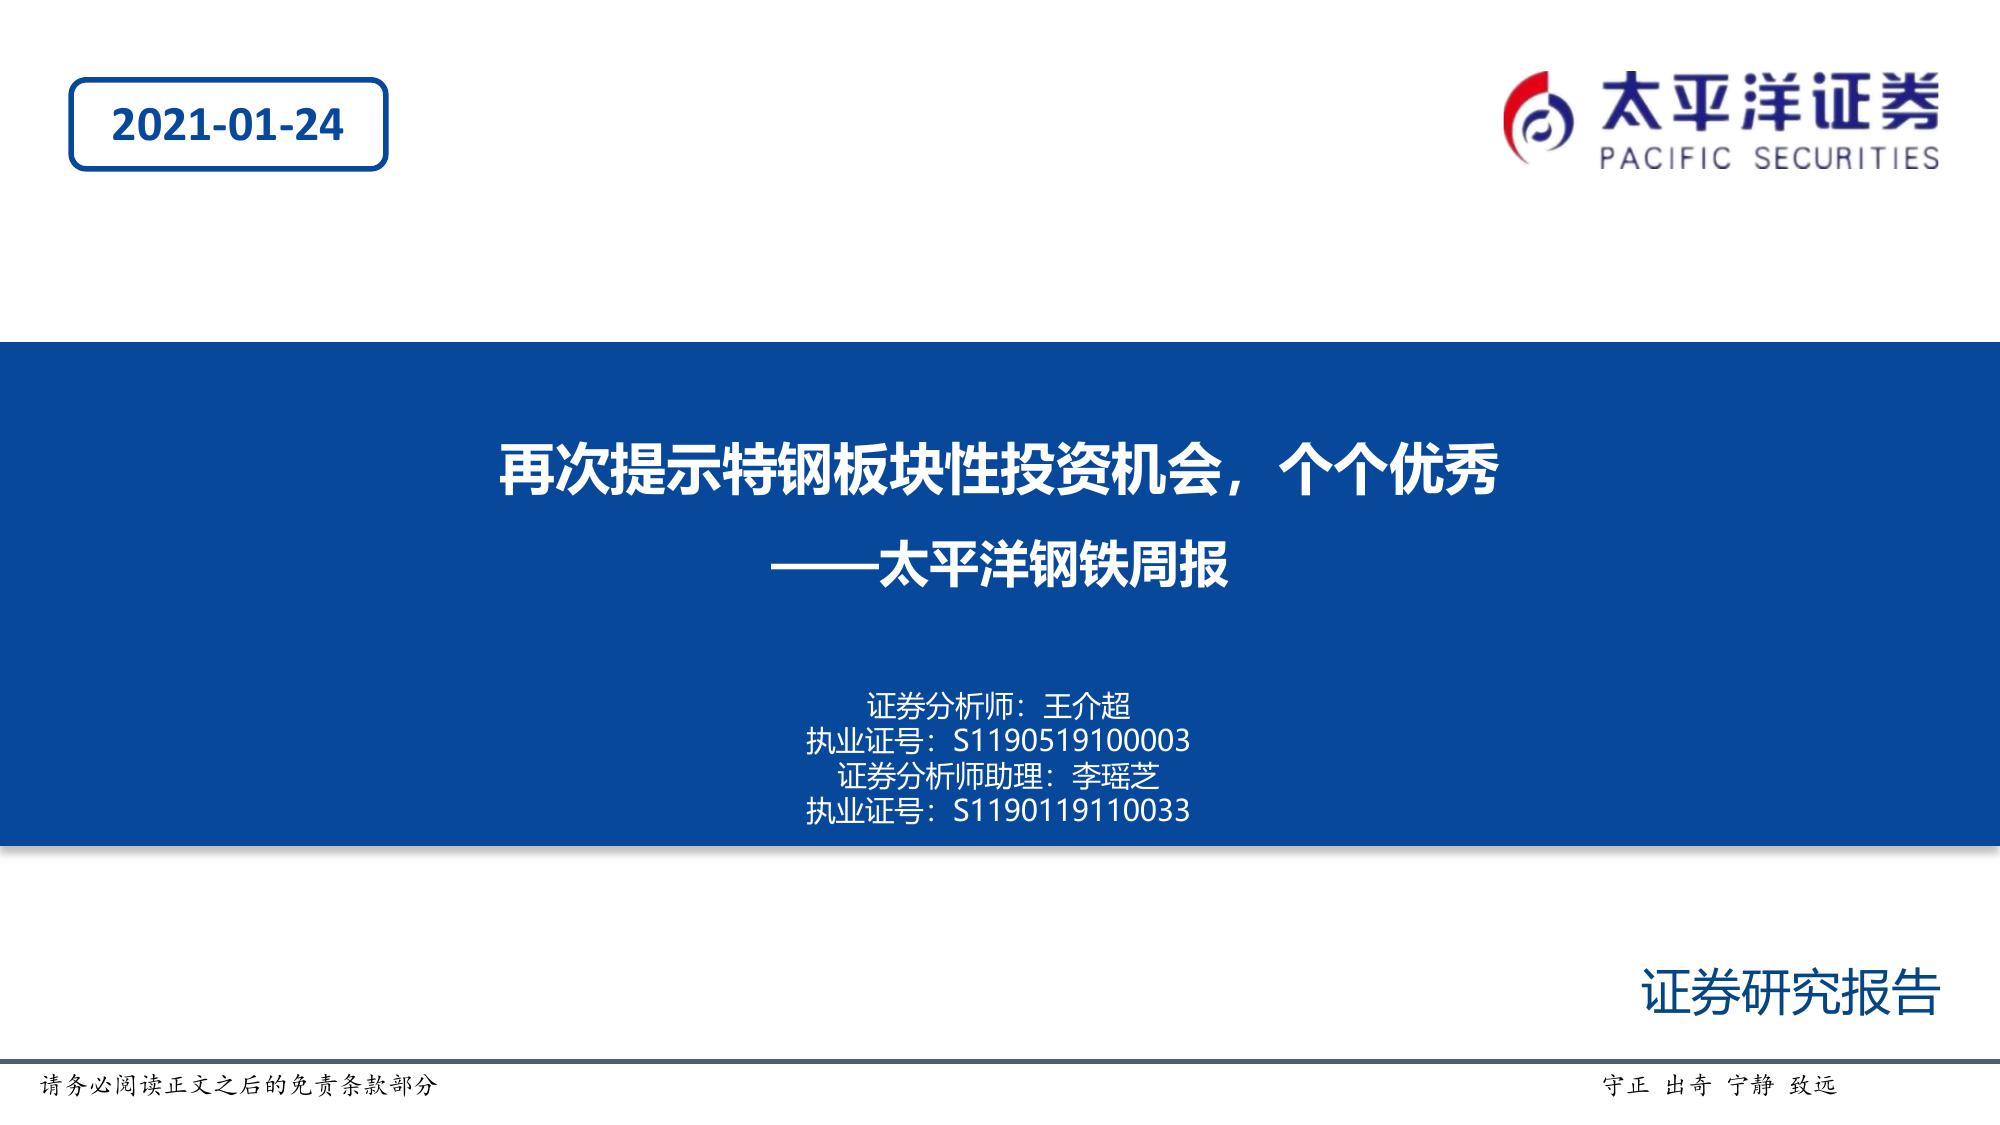 2021-01-24
太平洋证券
PACIFIC SECURITIES
再次提示特钢板块性投资机会，个个优秀
——太平洋钢铁周报
证券分析师：王介超
执业证号：S1190519100003
证券分析师助理：李瑶芝
执业证号：S1190119110033
证券研究报告
请务必阅读正文之后的免责条款部分
守正 出奇 宁静 致远